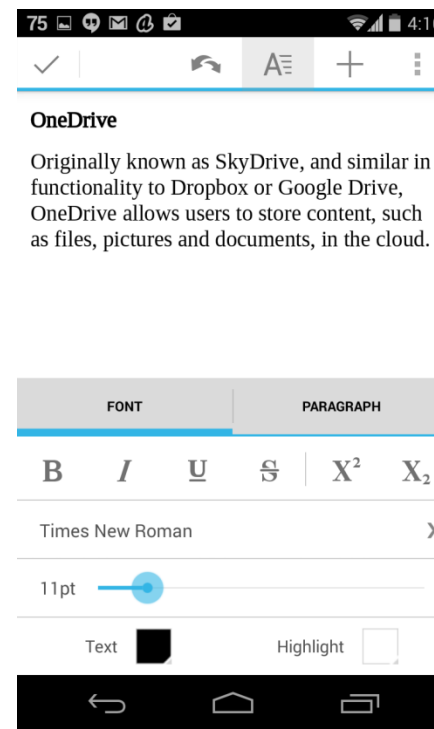 75 4:1
A
OneDrive
Originally known as SkyDrive, and similar in
functionality to Dropbox or Google Drive,
OneDrive allows users to store content, such
as files, pictures and documents, in the cloud.
FONT PARAGRAPH
B I U S X² X₂
Times New Roman
11pt
Text Highlight